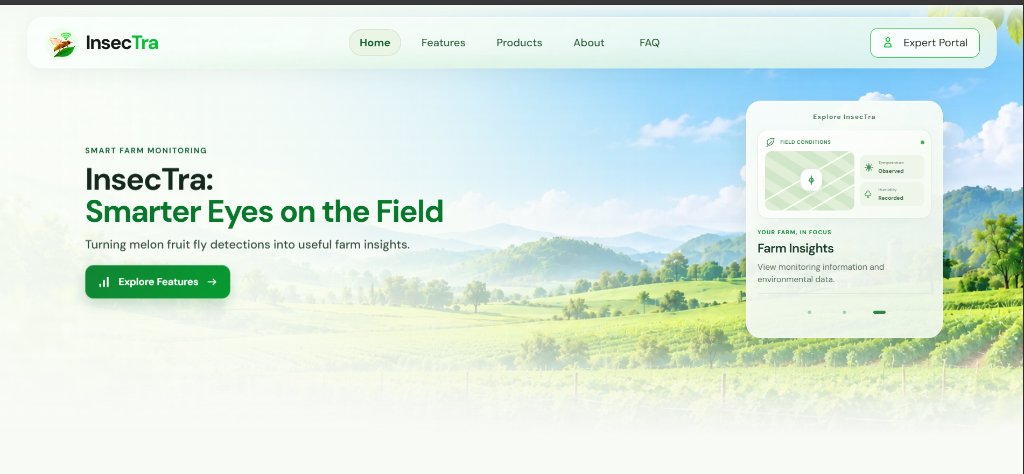 InsecTra
Home
Features
Products
About
FAQ
Expert Portal
SMART FARM MONITORING
InsecTra:
Smarter Eyes on the Field
Turning melon fruit fly detections into useful farm insights.
Explore Features
Explore InsecTra
FIELD CONDITIONS
Temperature
Observed
Humidity
Recorded
YOUR FARM, IN FOCUS
Farm Insights
View monitoring information and
environmental data.